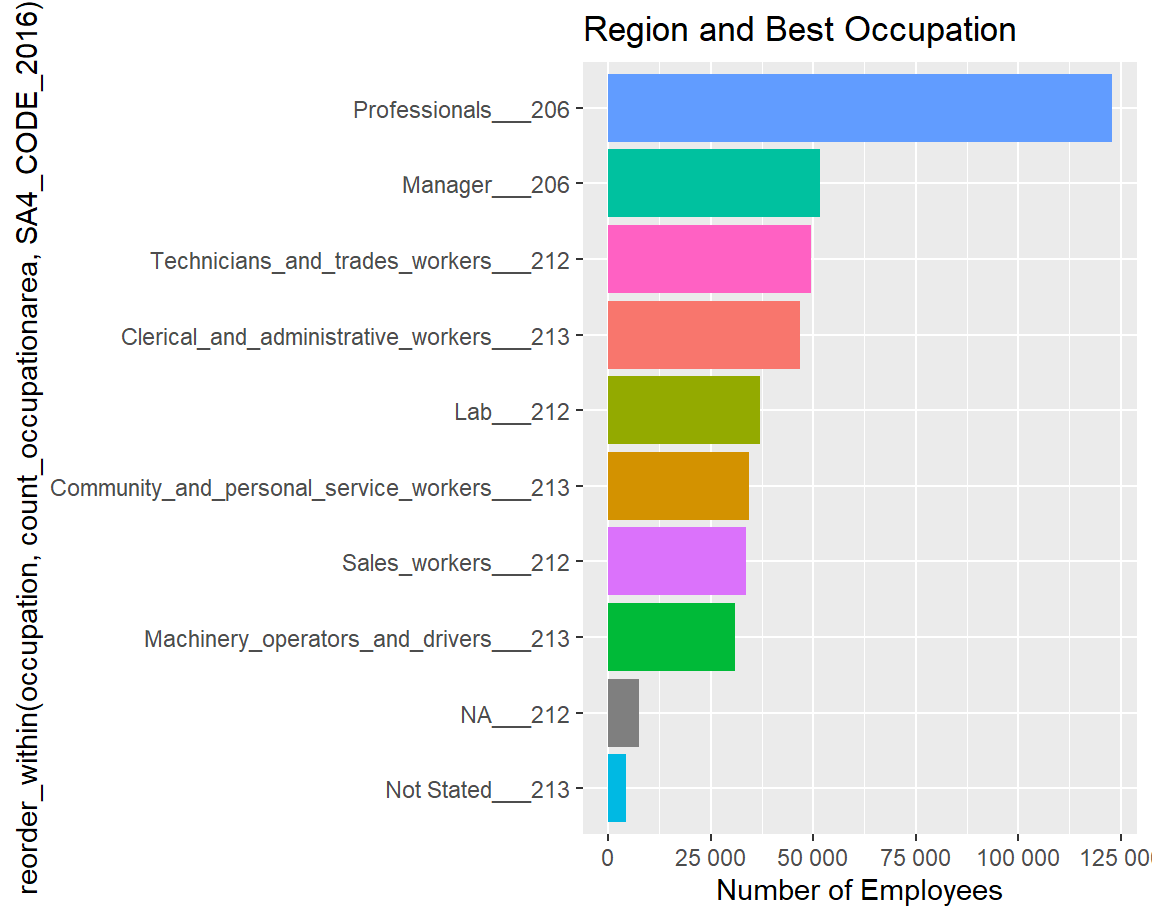 Region and Best Occupation
reorder_within(occupation, count_occupationarea, SA4_CODE_2016)
Professionals___206
Manager___206
Technicians_and_trades_workers___212
Clerical_and_administrative_workers___213
Lab___212
Community_and_personal_service_workers___213
Sales_workers___212
Machinery_operators_and_drivers___213
NA___212
Not Stated___213
0 25 000 50 000 75 000 100 000 125 000
Number of Employees